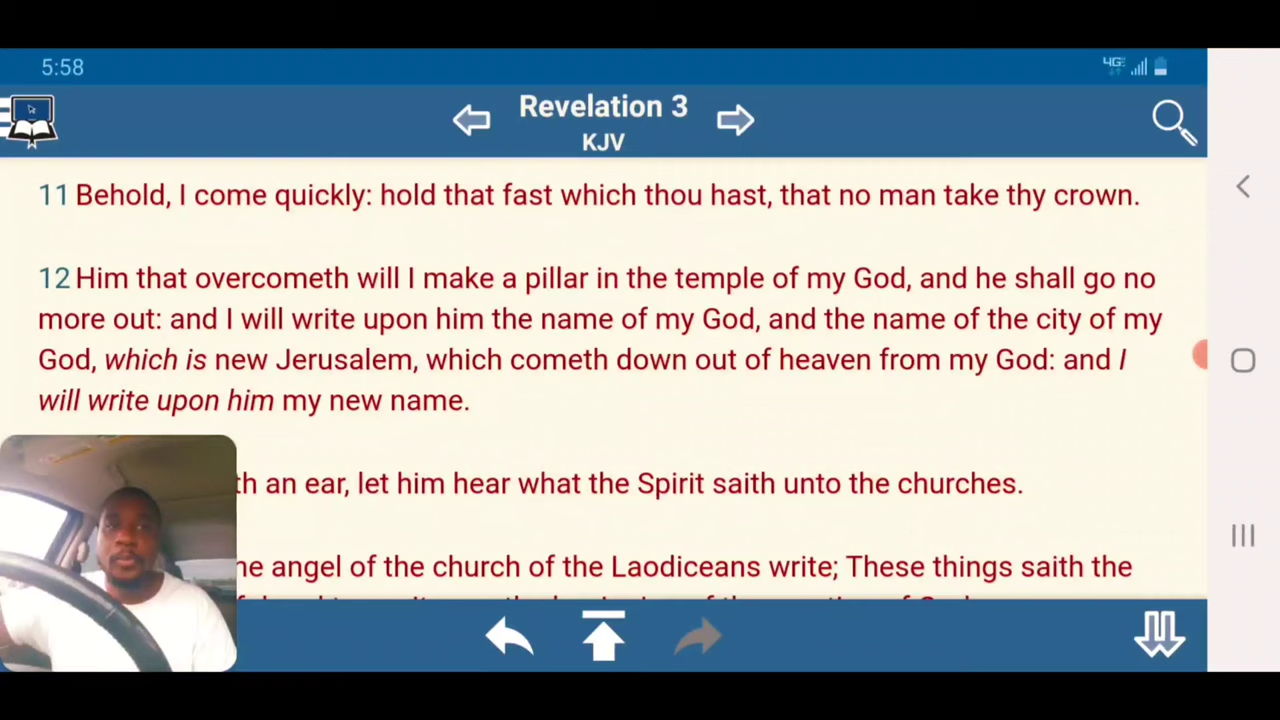 5:58
4GE
Revelation 3
KJV
11 Behold, I come quickly: hold that fast which thou hast, that no man take thy crown.
12 Him that overcometh will I make a pillar in the temple of my God, and he shall go no
more out: and I will write upon him the name of my God, and the name of the city of my
God, which is new Jerusalem, which cometh down out of heaven from my God: and I
will write upon him my new name.
th an ear, let him hear what the Spirit saith unto the churches.
he angel of the church of the Laodiceans write; These things saith the